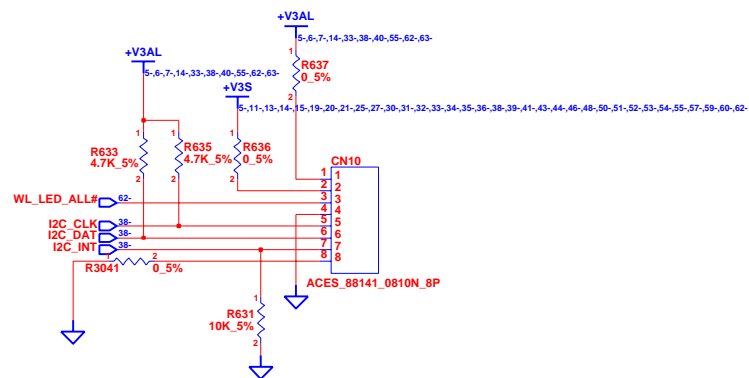 +V3AL
5-,6-,7-,14-,33-,38-,40-,55-,62-,63-
1
R637
0_5%
2
+V3AL
5-,6-,7-,14-,33-,38-,40-,55-,62-,63-
+V3S
5-,11-,13-,14-,15-,19-,20-,21-,25-,27-,30-,31-,32-,33-,34-,35-,36-,38-,39-,41-,43-,44-,46-,48-,50-,51-,52-,53-,54-,55-,57-,59-,60-,62-
1
R633
4.7K_5%
2
1
R635
4.7K_5%
2
1
R636
0_5%
2
CN10
1 1
2 2
3 3
4 4
5 5
6 6
7 7
8 8
ACES_88141_0810N_8P
WL_LED_ALL# 62-
I2C_CLK 38-
I2C_DAT 38-
I2C_INT 38-
1 2
R3041 0_5%
1
R631
10K_5%
2